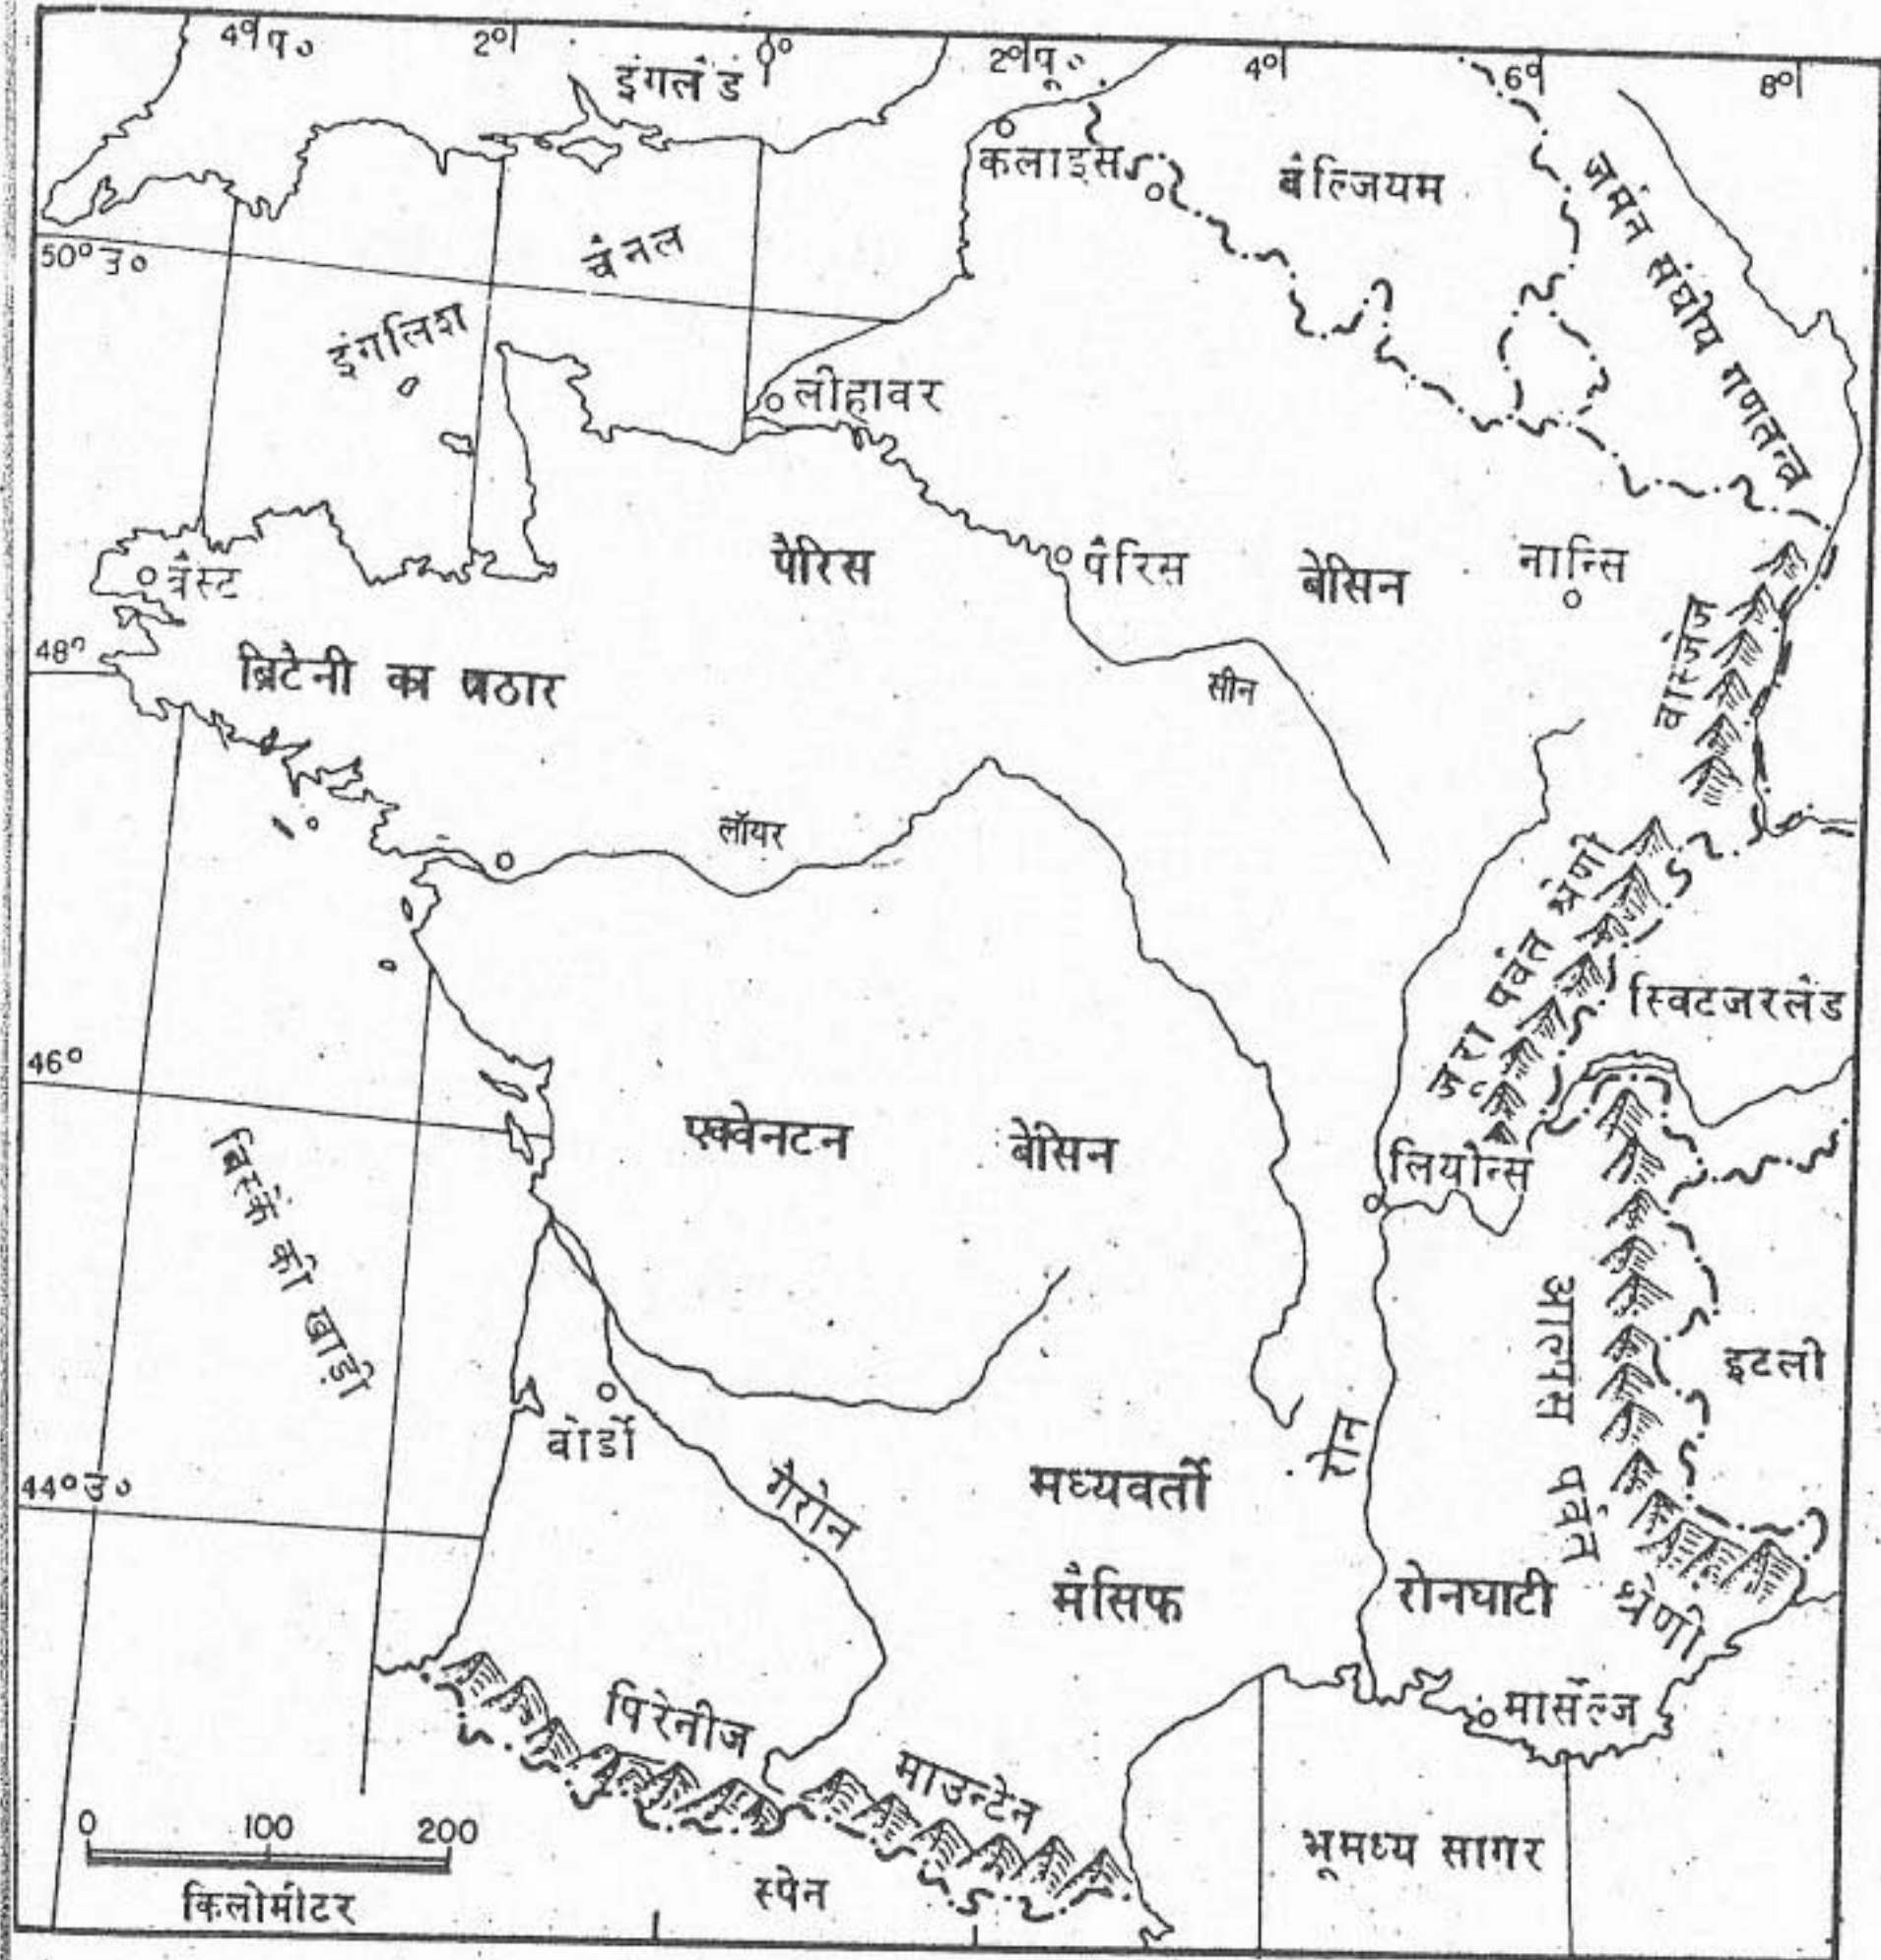 4° प०
2°
0°
2° पू०
4°
6°
8°
इंगलैंड
कलाइस
बेल्जियम
जर्मन संघीय गणतन्त्र
50° उ०
चैनल
इंगलिश
लीहावर
ब्रैस्ट
पैरिस
पैरिस
बेसिन
नान्सि
वास्जेज
48°
ब्रिटेनी का पठार
सीन
लॉयर
जुरा पर्वत श्रेणी
स्विटजरलैंड
46°
एक्वेनटन
बेसिन
लियोन्स
बिस्के की खाड़ी
आल्पस पर्वत श्रेणी
इटली
बोर्डो
गैरोन
रोन
44° उ०
मध्यवर्ती
मैसिफ
रोनघाटी
पिरेनीज
माउन्टेन
मार्सेल्ज
भूमध्य सागर
स्पेन
0 100 200
किलोमीटर